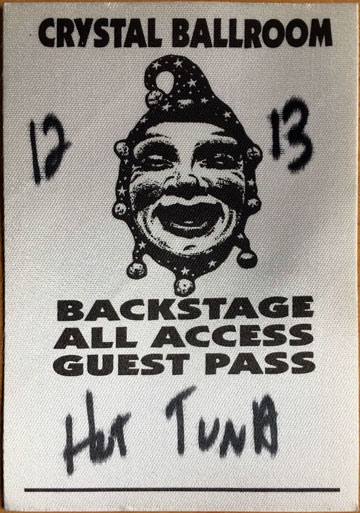 CRYSTAL BALLROOM
12 13
BACKSTAGE
ALL ACCESS
GUEST PASS
Hot TUNA